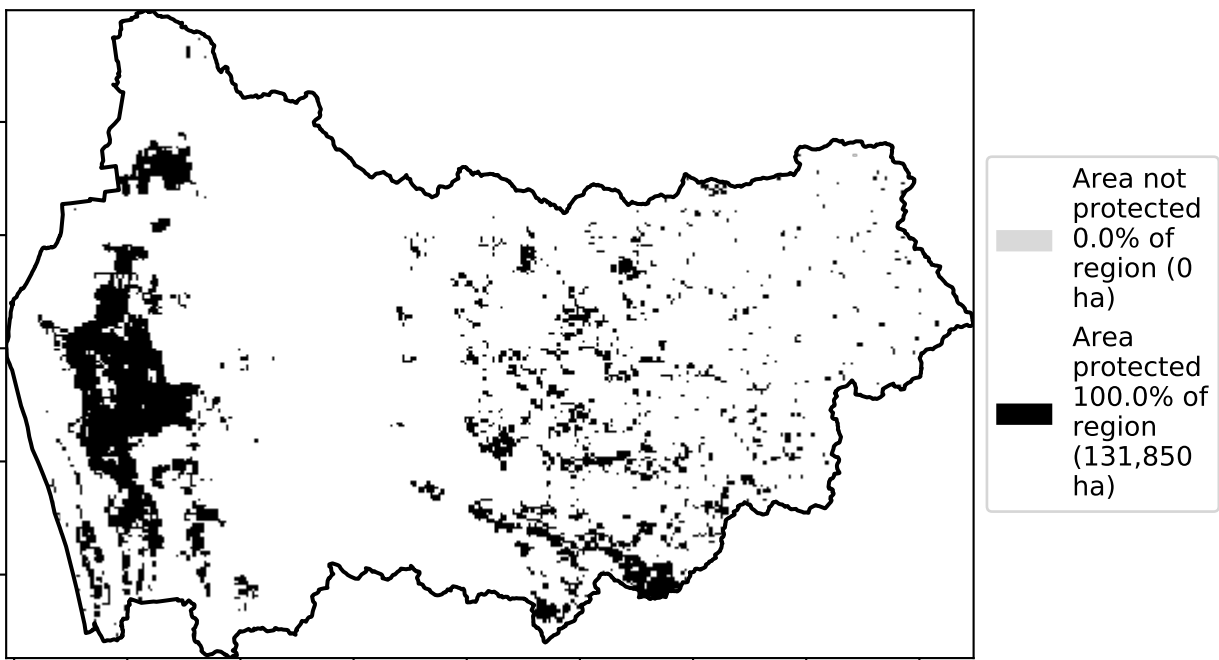 Area not
protected
0.0% of
region (0
ha)
Area
protected
100.0% of
region
(131,850
ha)